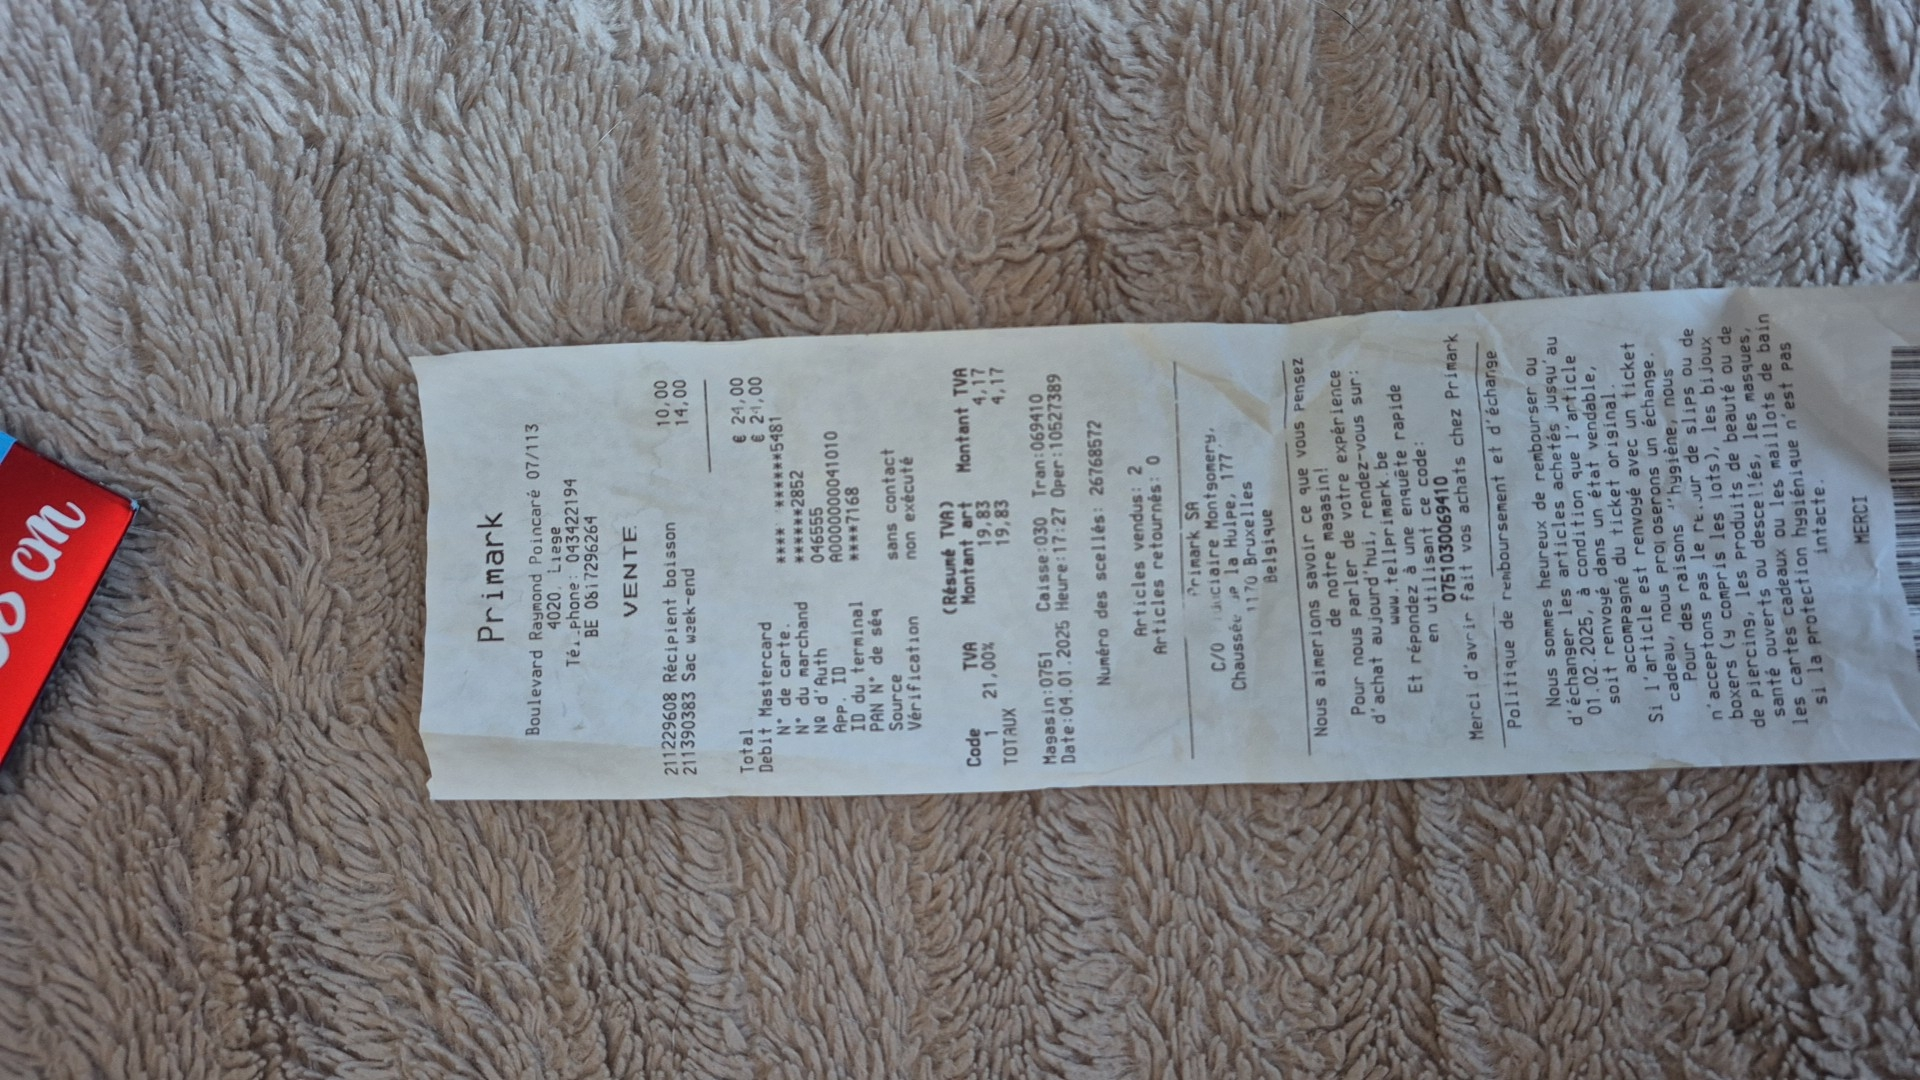 Primark
Boulevard Raymond Poincaré 07/113
4020, Liege
phone: 043422194
BE 0817296264
VENTE
211229608 Récipient boisson 10,00
211390383 Sac week-end 14,00
Total € 24,00
Debit Mastercard € 24,00
N° de carte. **** ******5481
N° du marchand ******2852
Nº d'Auth 046555
App ID A0000000041010
ID du terminal ****7168
PAN N° de séq
Source sans contact
Vérification non exécuté
(Résumé TVA)
Code TVA Montant ant Montant TVA
1 21,00% 19,83 4,17
TOTAUX 19,83 4,17
Magasin:0751 Caisse:030 Tran:069410
Date:04.01.2025 Heure:17:27 Oper:10527389
Numéro des scellés: 26768572
Articles vendus: 2
Articles retournés: 0
Primark SA
C/O Montgomery,
Chaussée la Hulpe, 177,
1170 Bruxelles
Belgique
Nous aimerions savoir ce que vous Pensez
de notre magasin!
Pour nous parler de votre expérience
d'achat aujourd'hui, rendez-vous sur:
www.tellprimark.be
Et répondez à une enquête rapide
en utilisant ce code:
0751030069410
Merci d'avrir fait vos achats chez Primark
Politique de remboursement et d'échange
Nous sommes heureux de rembourser ou
d'échanger les articles achetés jusqu'au
01.02.2025, à condition que l'article
soit renvoyé dans un état vendable,
accompagné du ticket original.
Si l'article est renvoyé avec un ticket
cadeau, nous proposerons un échange.
Pour des raisons d'hygiène, nous
n'acceptons pas le retour de slips ou de
boxers (y compris les lots), les bijoux
de piercing, les produits de beauté ou de
santé ouverts ou descellés, les masques,
les cartes cadeaux ou les maillots de bain
si la protection hygiénique n'est pas
intacte.
MERCI
cm